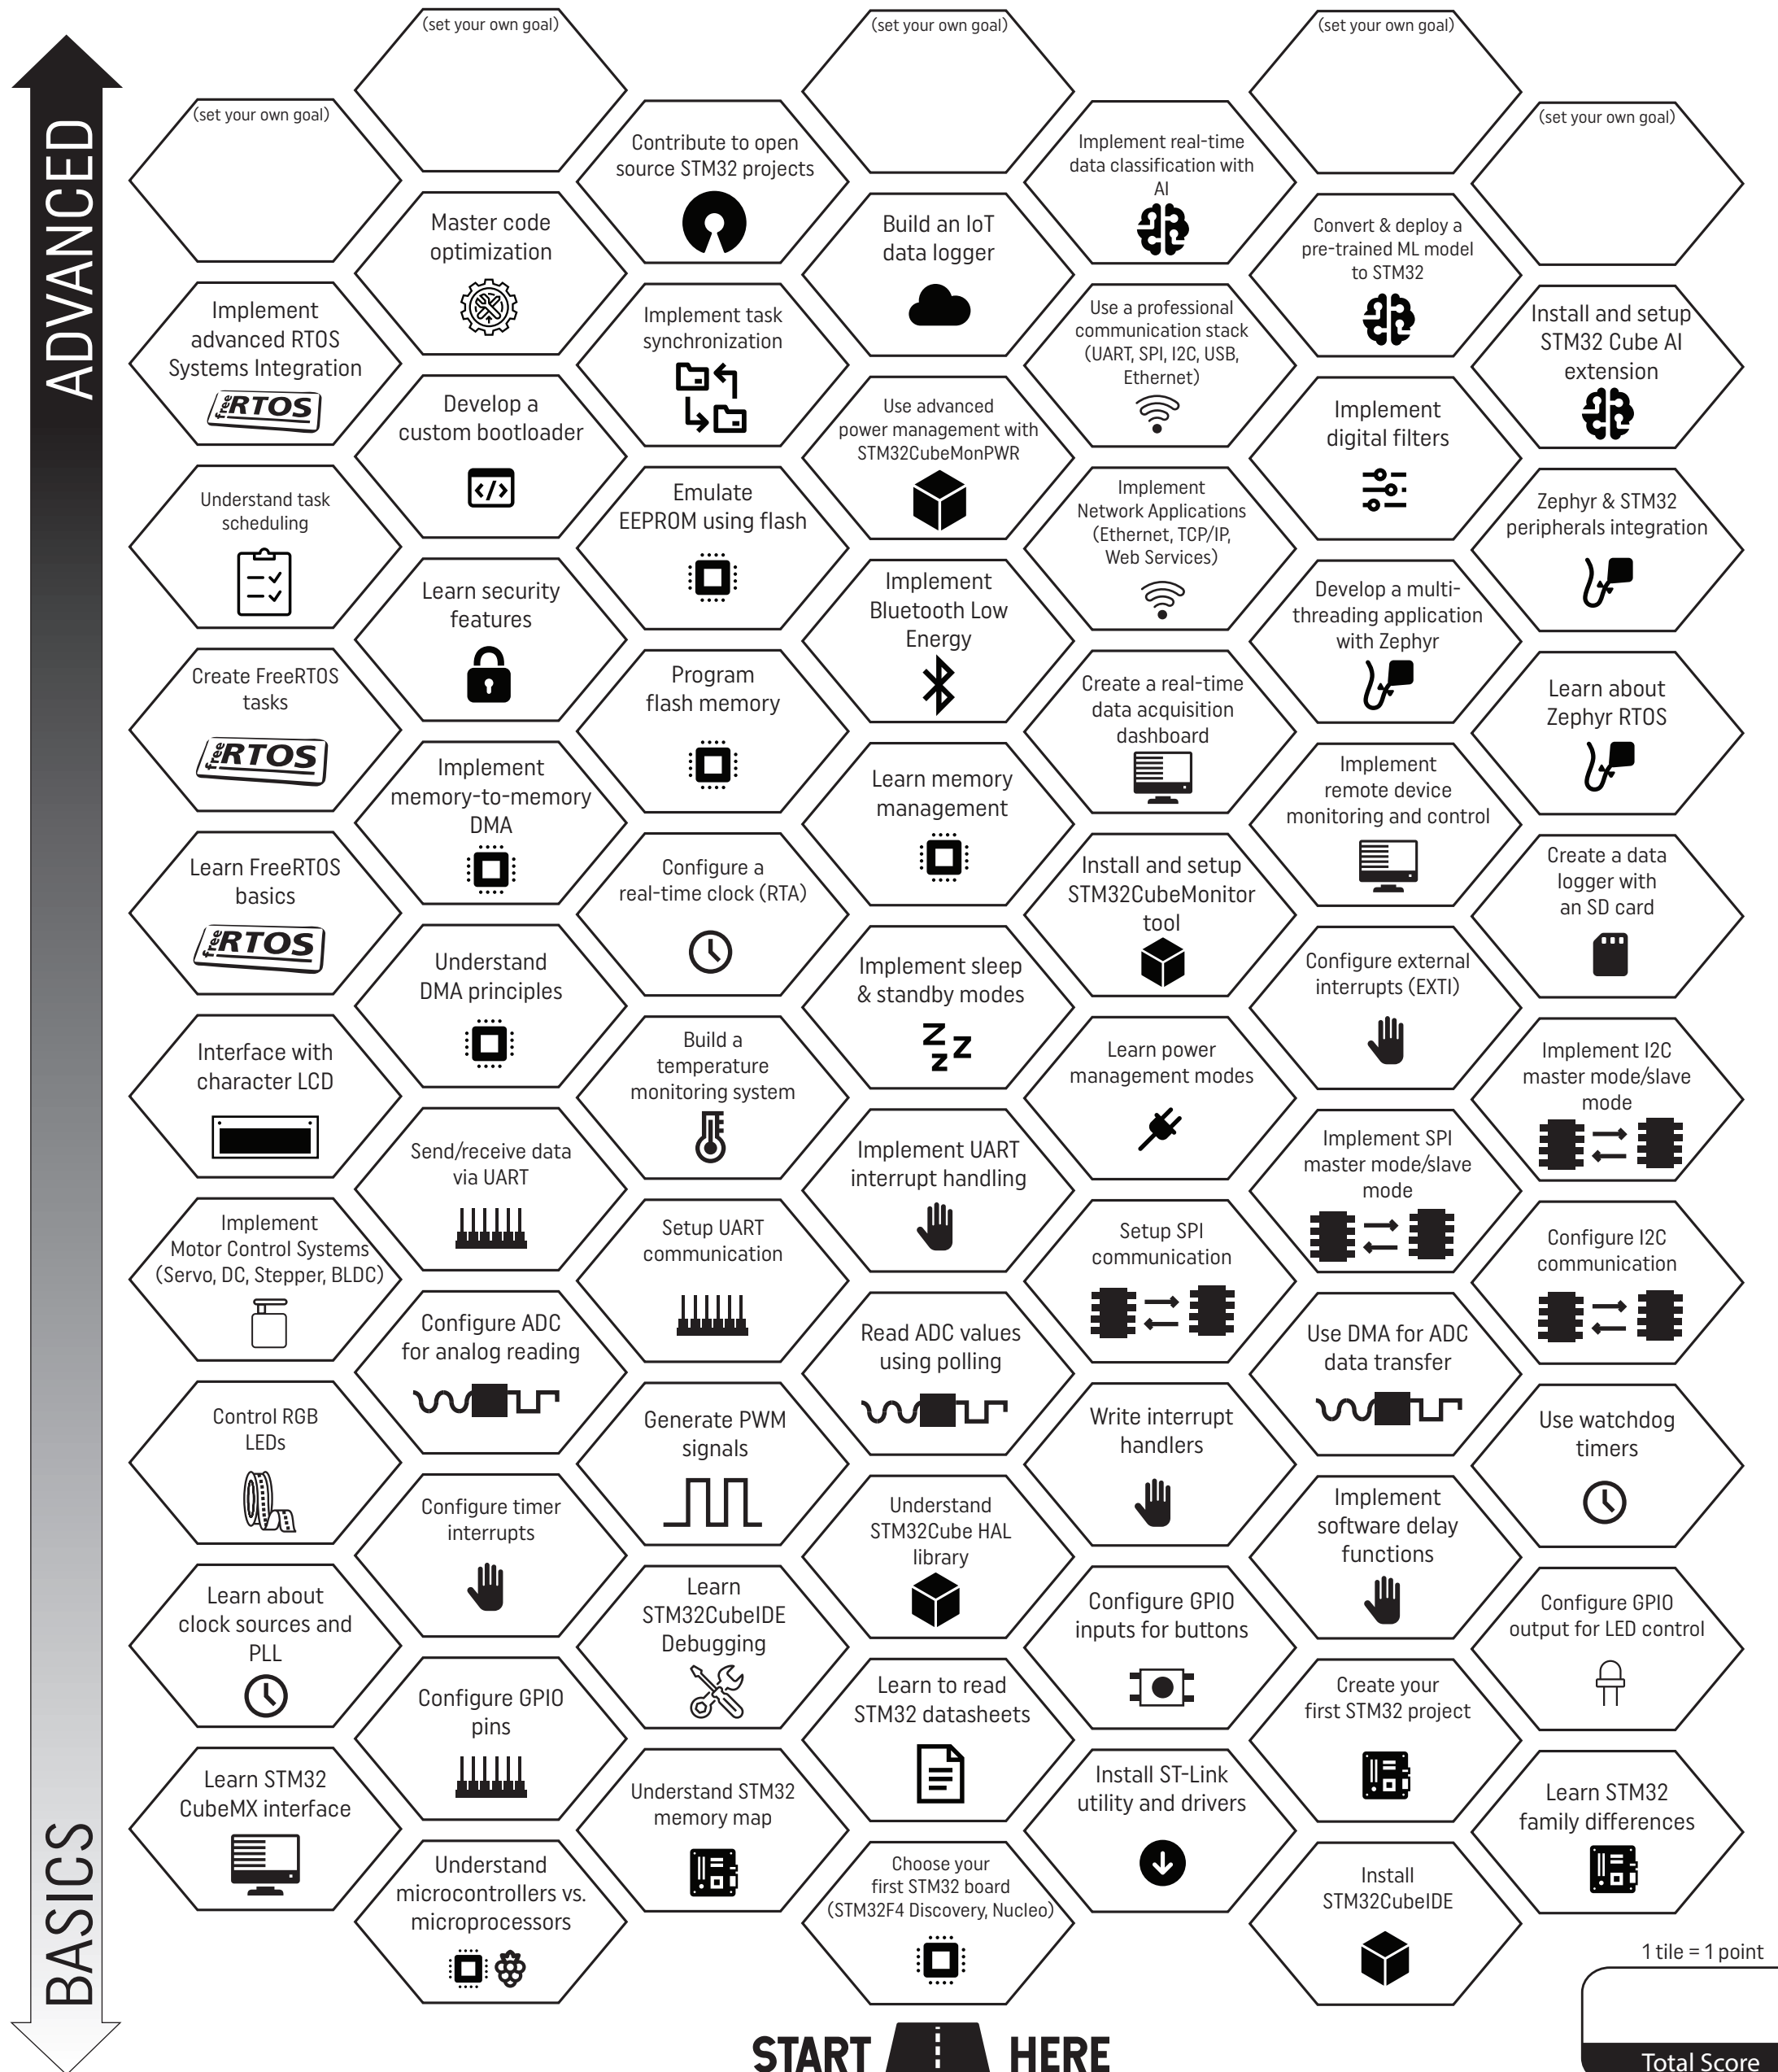 (set your own goal)
(set your own goal)
(set your own goal)
(set your own goal)
(set your own goal)
ADVANCED
Contribute to open
source STM32 projects
Implement real-time
data classification with
AI
Master code
optimization
Build an IoT
data logger
Convert & deploy a
pre-trained ML model
to STM32
Implement
advanced RTOS
Systems Integration
free RTOS
Implement task
synchronization
Use a professional
communication stack
(UART, SPI, I2C, USB,
Ethernet)
Install and setup
STM32 Cube AI
extension
Develop a
custom bootloader
</>
Use advanced
power management with
STM32CubeMonPWR
Implement
digital filters
Understand task
scheduling
Emulate
EEPROM using flash
Implement
Network Applications
(Ethernet, TCP/IP,
Web Services)
Zephyr & STM32
peripherals integration
Learn security
features
Implement
Bluetooth Low
Energy
Develop a multi-
threading application
with Zephyr
Create FreeRTOS
tasks
free RTOS
Program
flash memory
Create a real-time
data acquisition
dashboard
Learn about
Zephyr RTOS
Implement
memory-to-memory
DMA
Learn memory
management
Implement
remote device
monitoring and control
Learn FreeRTOS
basics
free RTOS
Configure a
real-time clock (RTA)
Install and setup
STM32CubeMonitor
tool
Create a data
logger with
an SD card
Understand
DMA principles
Implement sleep
& standby modes
Z Z Z
Configure external
interrupts (EXTI)
Interface with
character LCD
Build a
temperature
monitoring system
Learn power
management modes
Implement I2C
master mode/slave
mode
Send/receive data
via UART
Implement UART
interrupt handling
Implement SPI
master mode/slave
mode
Implement
Motor Control Systems
(Servo, DC, Stepper, BLDC)
Setup UART
communication
Setup SPI
communication
Configure I2C
communication
Configure ADC
for analog reading
Read ADC values
using polling
Use DMA for ADC
data transfer
Control RGB
LEDs
Generate PWM
signals
Write interrupt
handlers
Use watchdog
timers
Configure timer
interrupts
Understand
STM32Cube HAL
library
Implement
software delay
functions
Learn about
clock sources and
PLL
Learn
STM32CubeIDE
Debugging
Configure GPIO
inputs for buttons
Configure GPIO
output for LED control
Configure GPIO
pins
Learn to read
STM32 datasheets
Create your
first STM32 project
Learn STM32
CubeMX interface
Understand STM32
memory map
Install ST-Link
utility and drivers
Learn STM32
family differences
BASICS
Understand
microcontrollers vs.
microprocessors
Choose your
first STM32 board
(STM32F4 Discovery, Nucleo)
Install
STM32CubeIDE
1 tile = 1 point
START HERE
Total Score